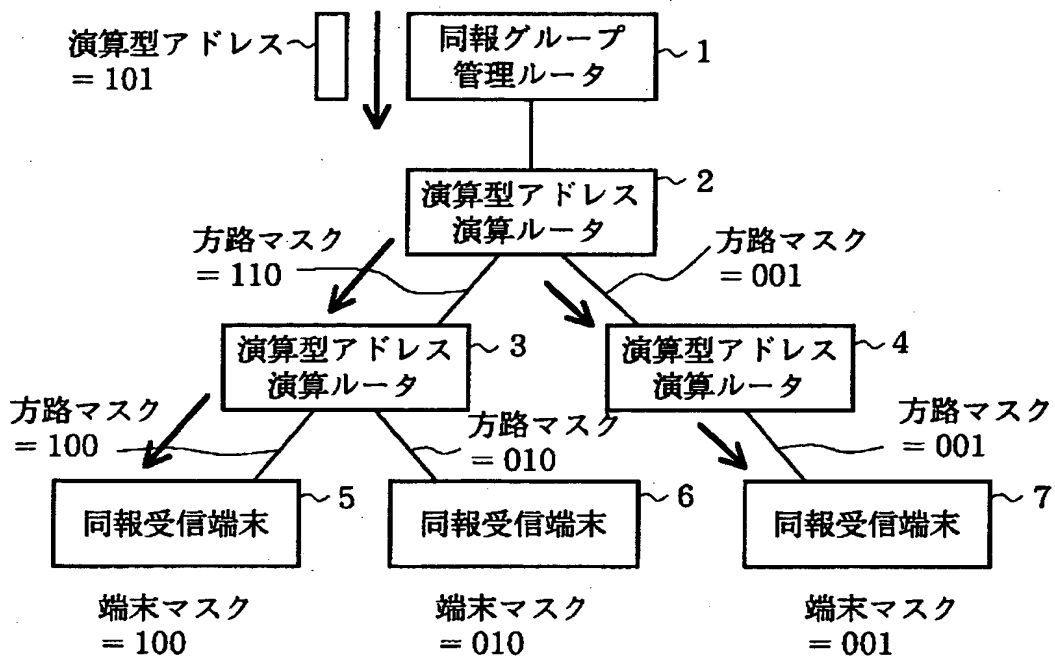 演算型アドレス
= 101
同報グループ
管理ルータ
1
演算型アドレス
演算ルータ
2
方路マスク
= 110
方路マスク
= 001
演算型アドレス
演算ルータ
3
演算型アドレス
演算ルータ
4
方路マスク
= 100
方路マスク
= 010
方路マスク
= 001
同報受信端末
5
同報受信端末
6
同報受信端末
7
端末マスク
= 100
端末マスク
= 010
端末マスク
= 001